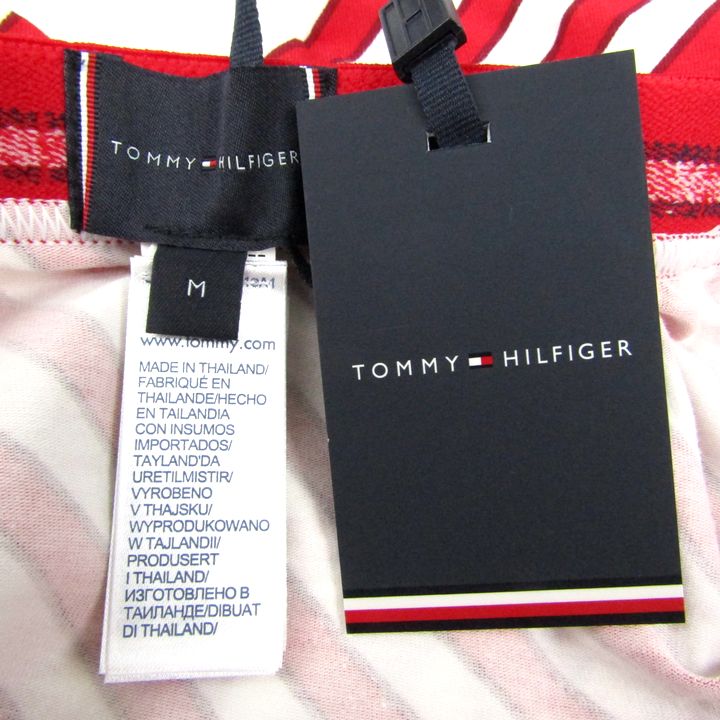 TOMMY HILFIGER
M
www.tommy.com
MADE IN THAILAND/
FABRIQUÉ EN
THAILANDE/HECHO
EN TAILANDIA
CON INSUMOS
IMPORTADOS/
TAYLAND'DA
URETILMISTIR/
VYROBENO
V THAJSKU/
WYPRODUKOWANO
W TAJLANDII/
PRODUSERT
I THAILAND/
ИЗГОТОВЛЕНО В
ТАИЛАНДЕ/DIBUAT
DI THAILAND/
TOMMY HILFIGER